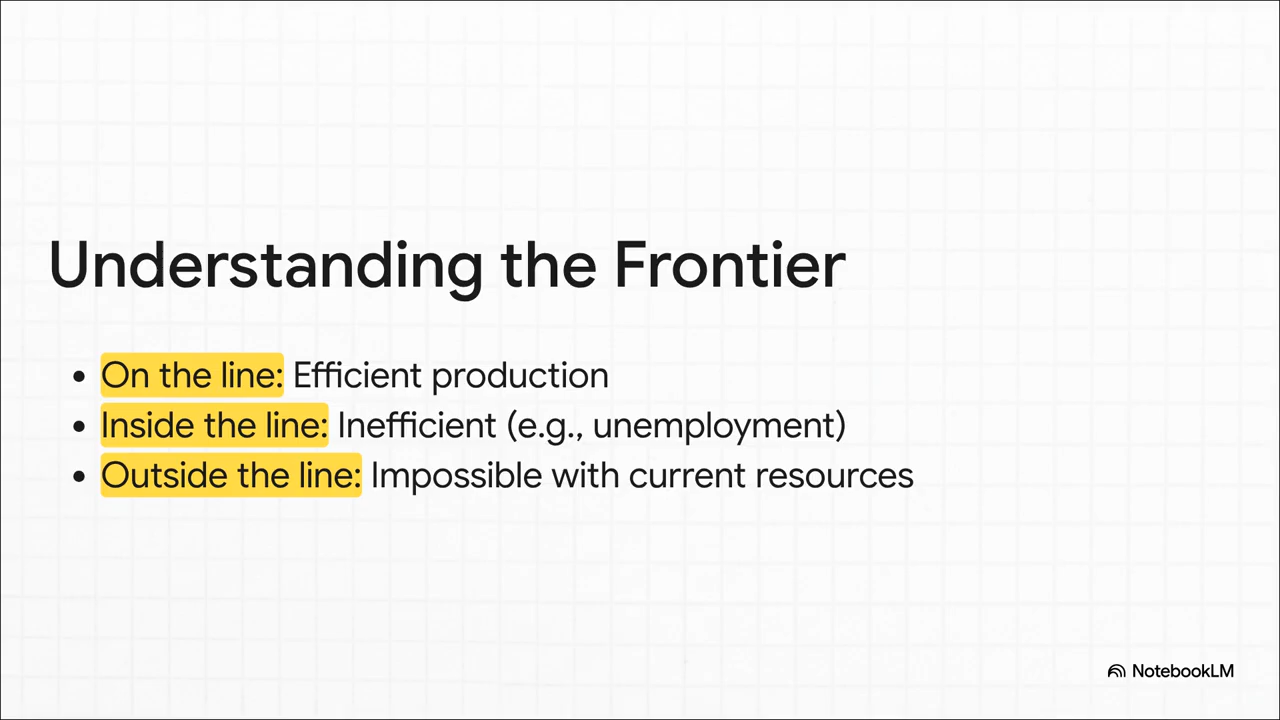 Understanding the Frontier
• On the line: Efficient production
• Inside the line: Inefficient (e.g., unemployment)
• Outside the line: Impossible with current resources
NotebookLM